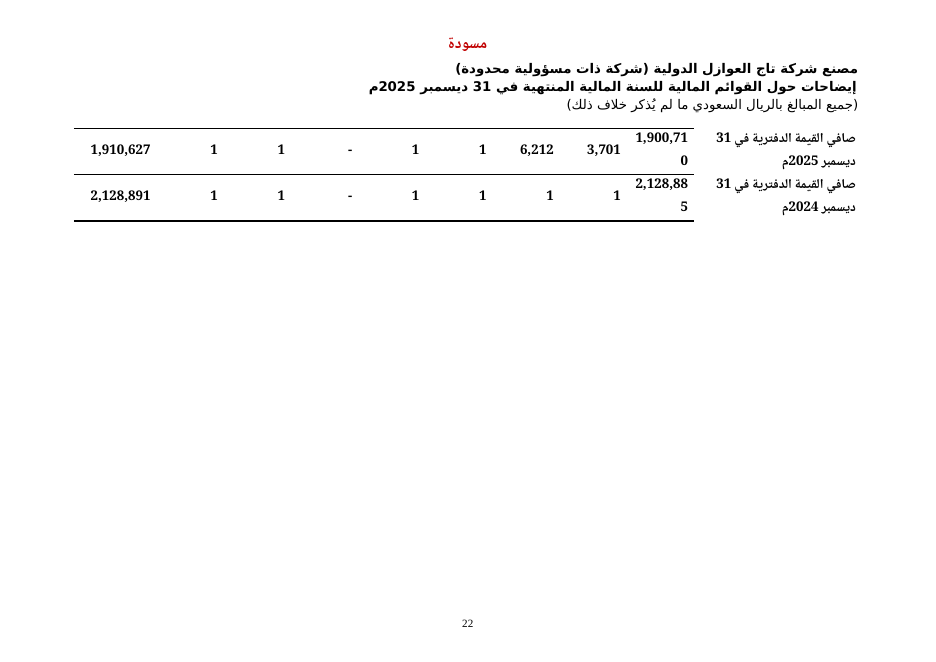 مسودة
مصنع شركة تاج العوازل الدولية (شركة ذات مسؤولية محدودة)
إيضاحات حول القوائم المالية للسنة المالية المنتهية في 31 ديسمبر 2025م
(جميع المبالغ بالريال السعودي ما لم يُذكر خلاف ذلك)
صافي القيمة الدفترية في 31 ديسمبر 2025م 1,900,710 3,701 6,212 1 1 - 1 1 1,910,627
صافي القيمة الدفترية في 31 ديسمبر 2024م 2,128,885 1 1 1 1 - 1 1 2,128,891
22